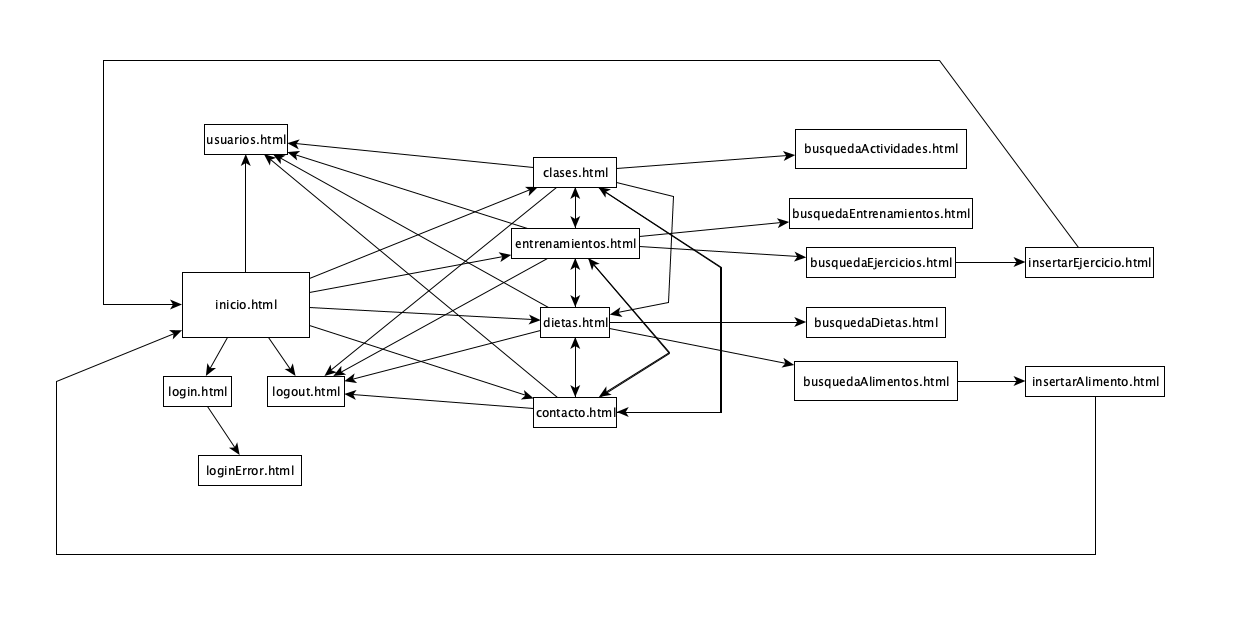 usuarios.html
clases.html
busquedaActividades.html
entrenamientos.html
busquedaEntrenamientos.html
busquedaEjercicios.html
insertarEjercicio.html
inicio.html
dietas.html
busquedaDietas.html
login.html
logout.html
busquedaAlimentos.html
insertarAlimento.html
contacto.html
loginError.html